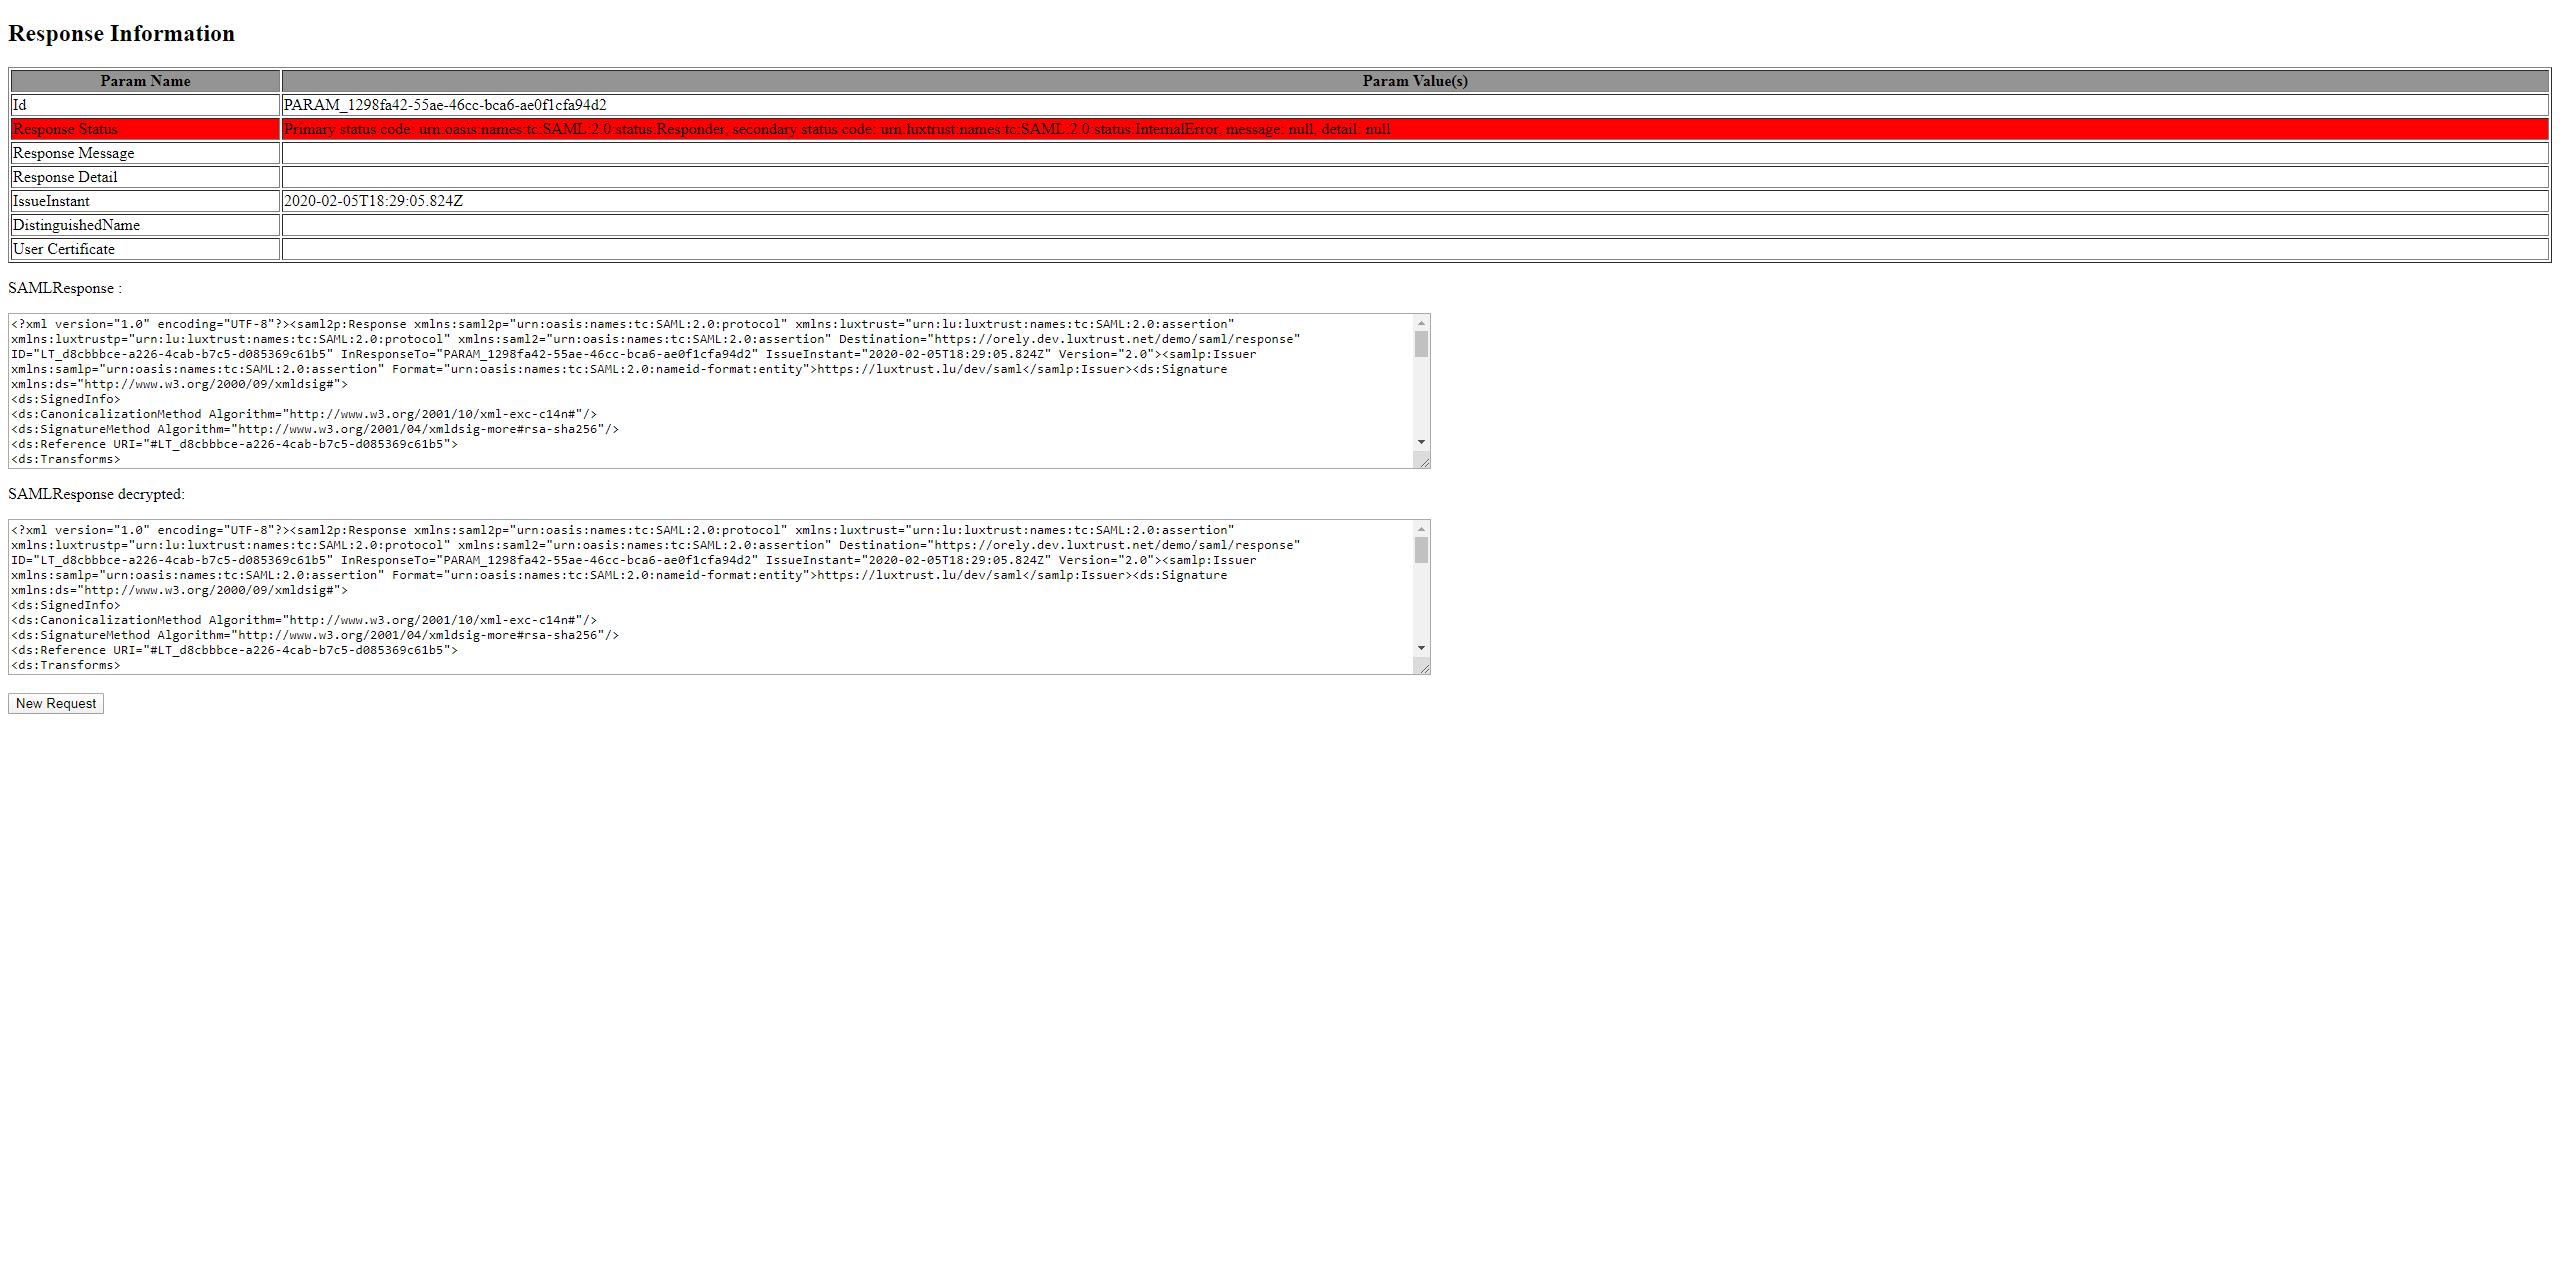 Response Information
Param Name Param Value(s)
Id PARAM_1298fa42-55ae-46cc-bca6-ae0f1cfa94d2
Response Status Primary status code: urn:oasis:names:tc:SAML:2.0:status:Responder, secondary status code: urn:luxtrust:names:tc:SAML:2.0:status:InternalError, message: null, detail: null
Response Message
Response Detail
IssueInstant 2020-02-05T18:29:05.824Z
DistinguishedName
User Certificate
SAMLResponse :
<?xml version="1.0" encoding="UTF-8"?><saml2p:Response xmlns:saml2p="urn:oasis:names:tc:SAML:2.0:protocol" xmlns:luxtrust="urn:lu:luxtrust:names:tc:SAML:2.0:assertion"
xmlns:luxtrustp="urn:lu:luxtrust:names:tc:SAML:2.0:protocol" xmlns:saml2="urn:oasis:names:tc:SAML:2.0:assertion" Destination="https://orely.dev.luxtrust.net/demo/saml/response"
ID="LT_d8cbbbce-a226-4cab-b7c5-d085369c61b5" InResponseTo="PARAM_1298fa42-55ae-46cc-bca6-ae0f1cfa94d2" IssueInstant="2020-02-05T18:29:05.824Z" Version="2.0"><samlp:Issuer
xmlns:samlp="urn:oasis:names:tc:SAML:2.0:assertion" Format="urn:oasis:names:tc:SAML:2.0:nameid-format:entity">https://luxtrust.lu/dev/saml</samlp:Issuer><ds:Signature
xmlns:ds="http://www.w3.org/2000/09/xmldsig#">
<ds:SignedInfo>
<ds:CanonicalizationMethod Algorithm="http://www.w3.org/2001/10/xml-exc-c14n#"/>
<ds:SignatureMethod Algorithm="http://www.w3.org/2001/04/xmldsig-more#rsa-sha256"/>
<ds:Reference URI="#LT_d8cbbbce-a226-4cab-b7c5-d085369c61b5">
<ds:Transforms>
SAMLResponse decrypted:
<?xml version="1.0" encoding="UTF-8"?><saml2p:Response xmlns:saml2p="urn:oasis:names:tc:SAML:2.0:protocol" xmlns:luxtrust="urn:lu:luxtrust:names:tc:SAML:2.0:assertion"
xmlns:luxtrustp="urn:lu:luxtrust:names:tc:SAML:2.0:protocol" xmlns:saml2="urn:oasis:names:tc:SAML:2.0:assertion" Destination="https://orely.dev.luxtrust.net/demo/saml/response"
ID="LT_d8cbbbce-a226-4cab-b7c5-d085369c61b5" InResponseTo="PARAM_1298fa42-55ae-46cc-bca6-ae0f1cfa94d2" IssueInstant="2020-02-05T18:29:05.824Z" Version="2.0"><samlp:Issuer
xmlns:samlp="urn:oasis:names:tc:SAML:2.0:assertion" Format="urn:oasis:names:tc:SAML:2.0:nameid-format:entity">https://luxtrust.lu/dev/saml</samlp:Issuer><ds:Signature
xmlns:ds="http://www.w3.org/2000/09/xmldsig#">
<ds:SignedInfo>
<ds:CanonicalizationMethod Algorithm="http://www.w3.org/2001/10/xml-exc-c14n#"/>
<ds:SignatureMethod Algorithm="http://www.w3.org/2001/04/xmldsig-more#rsa-sha256"/>
<ds:Reference URI="#LT_d8cbbbce-a226-4cab-b7c5-d085369c61b5">
<ds:Transforms>
New Request